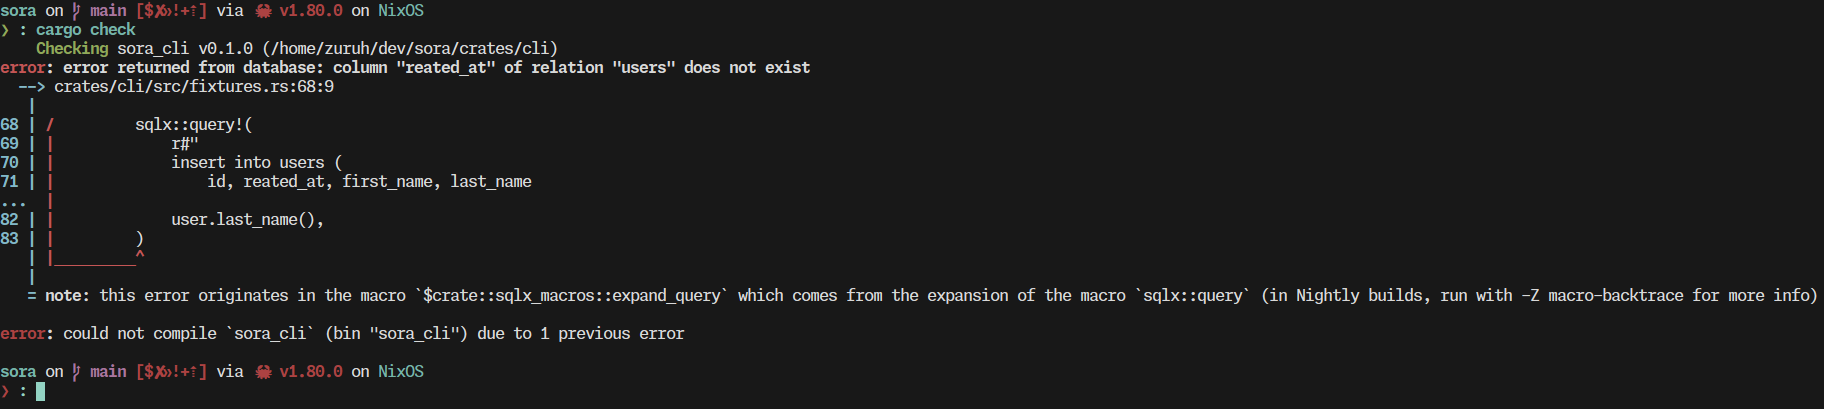 sora on main [$✘»!+⇡] via 🦀 v1.80.0 on NixOS
❯ : cargo check
    Checking sora_cli v0.1.0 (/home/zuruh/dev/sora/crates/cli)
error: error returned from database: column "reated_at" of relation "users" does not exist
  --> crates/cli/src/fixtures.rs:68:9
   |
68 | /         sqlx::query!(
69 | |             r#"
70 | |             insert into users (
71 | |                 id, reated_at, first_name, last_name
...  |
82 | |             user.last_name(),
83 | |         )
   | |_________^
   |
   = note: this error originates in the macro `$crate::sqlx_macros::expand_query` which comes from the expansion of the macro `sqlx::query` (in Nightly builds, run with -Z macro-backtrace for more info)
error: could not compile `sora_cli` (bin "sora_cli") due to 1 previous error
sora on main [$✘»!+⇡] via 🦀 v1.80.0 on NixOS
❯ :